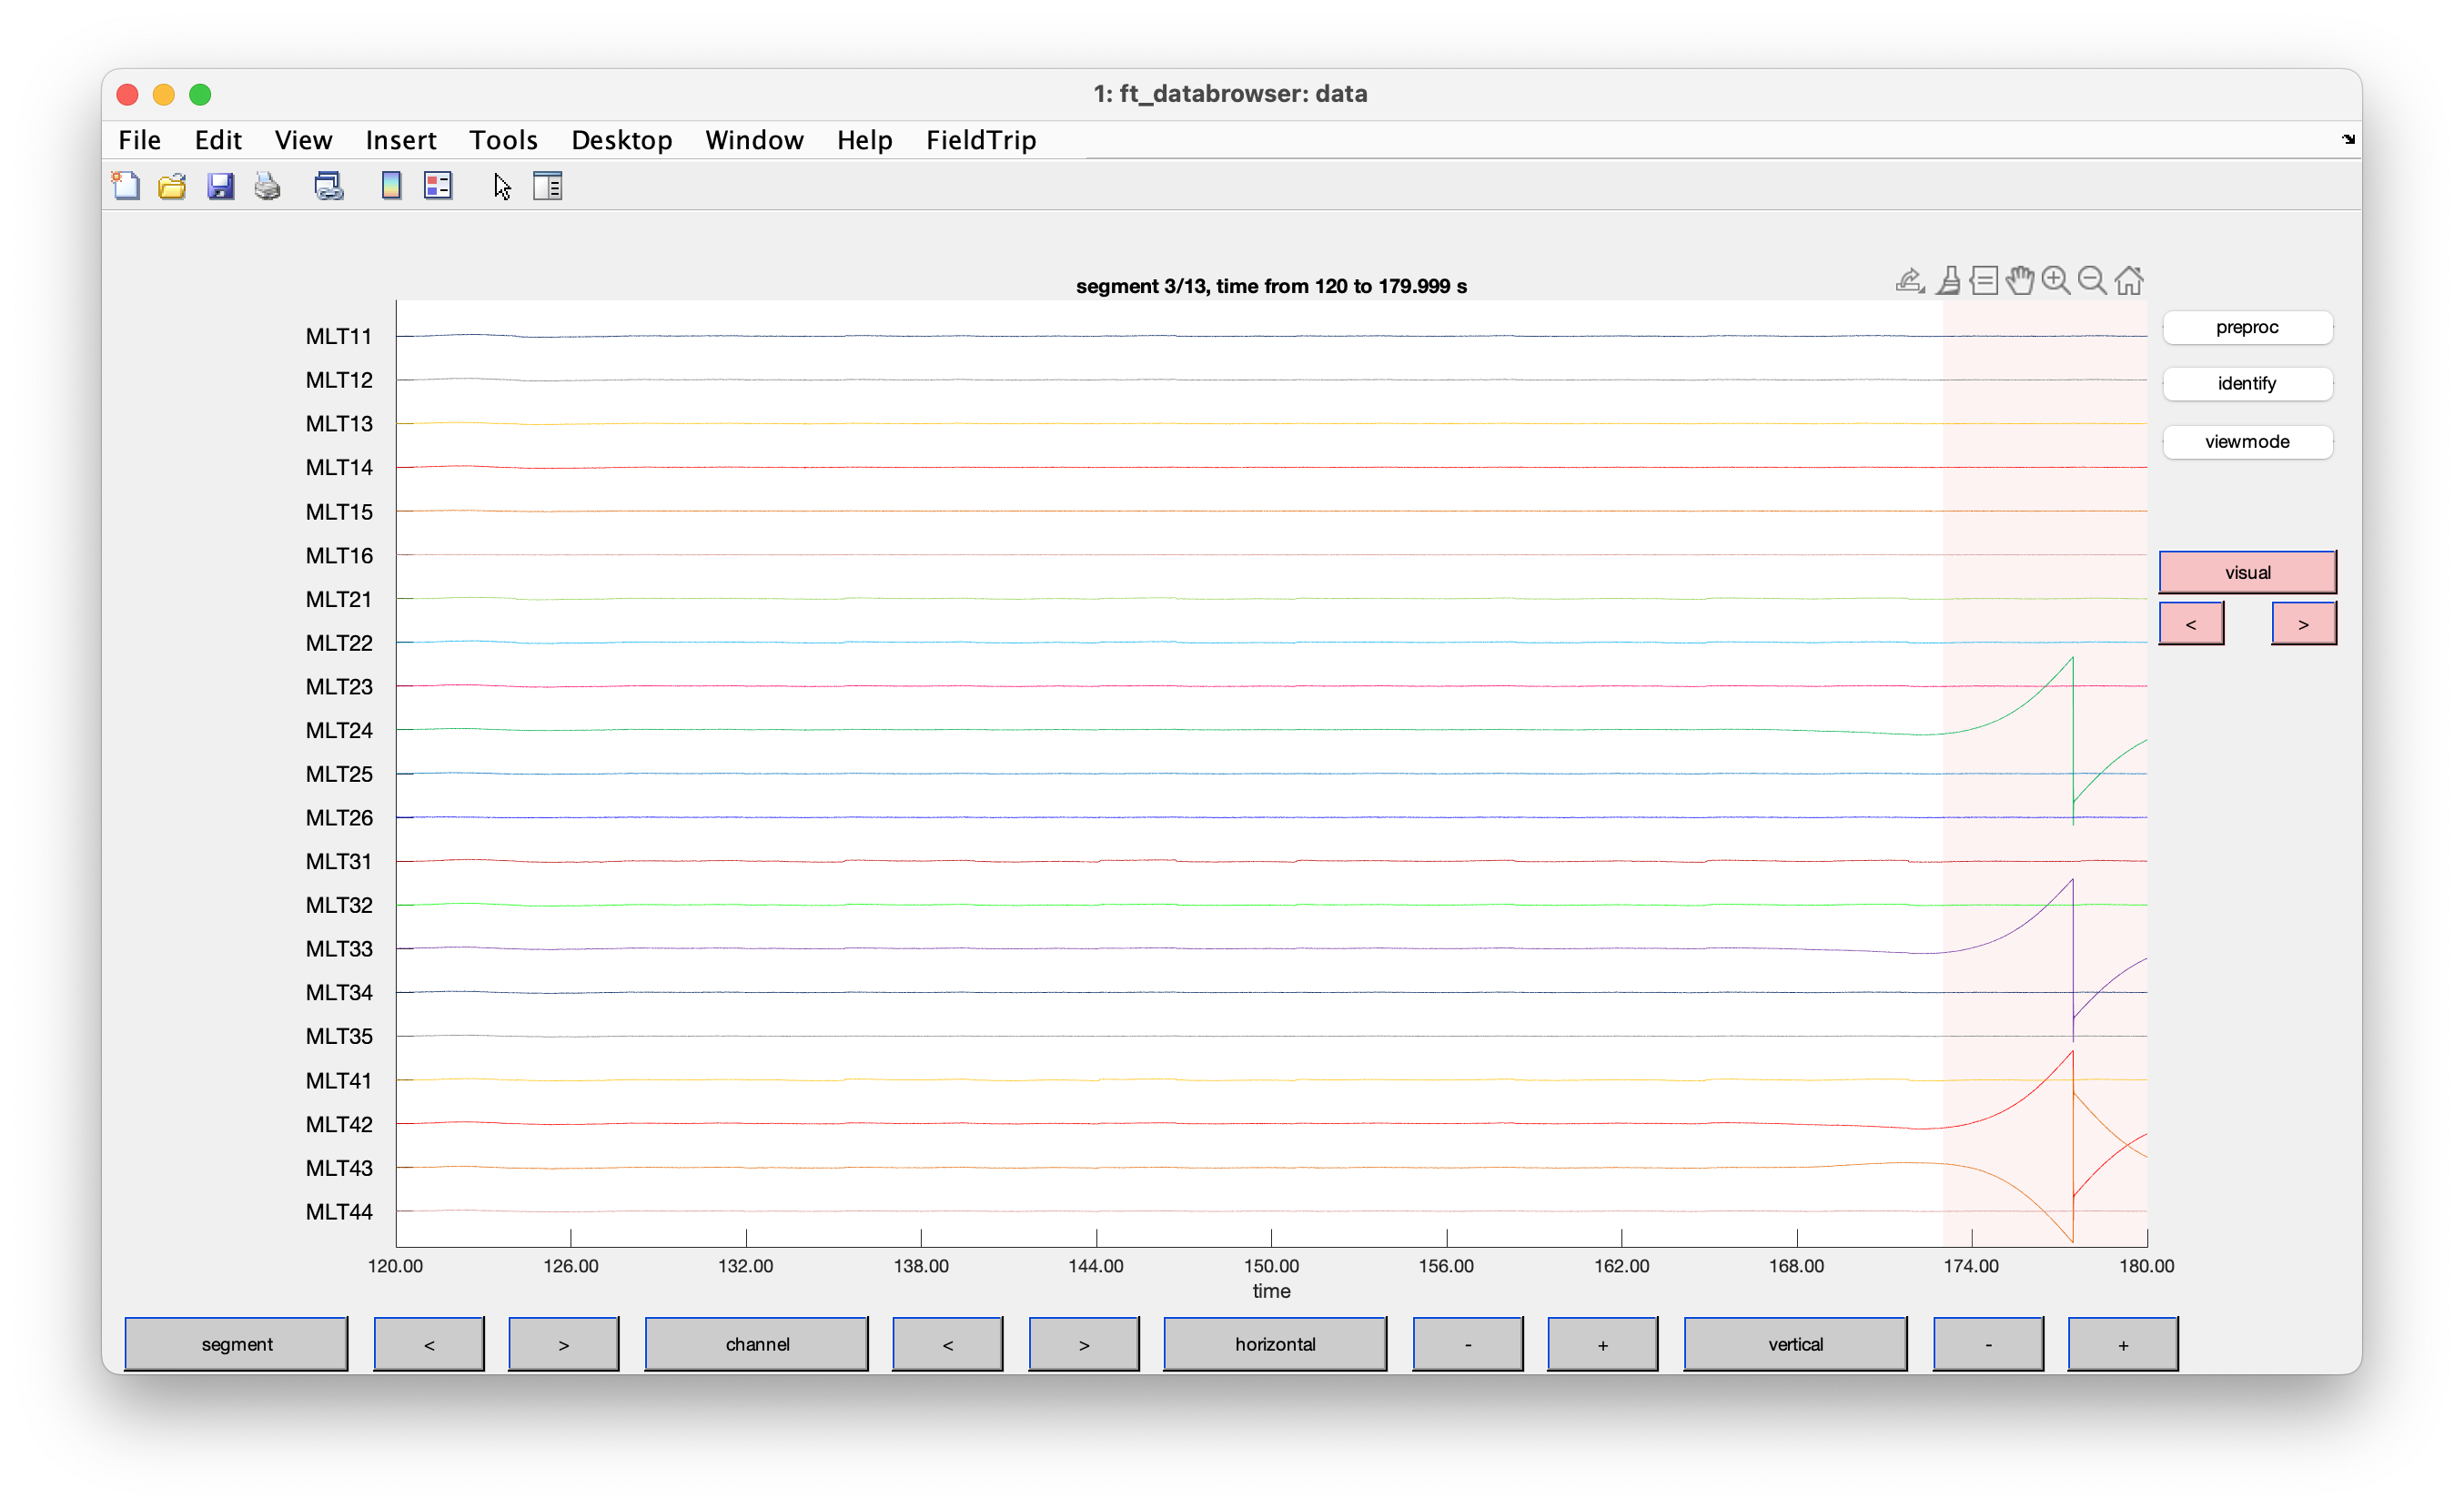 1: ft_databrowser: data
File Edit View Insert Tools Desktop Window Help FieldTrip
segment 3/13, time from 120 to 179.999 s
preproc
identify
viewmode
visual
< >
MLT11
MLT12
MLT13
MLT14
MLT15
MLT16
MLT21
MLT22
MLT23
MLT24
MLT25
MLT26
MLT31
MLT32
MLT33
MLT34
MLT35
MLT41
MLT42
MLT43
MLT44
120.00 126.00 132.00 138.00 144.00 150.00 156.00 162.00 168.00 174.00 180.00
time
segment < > channel < > horizontal - + vertical - +